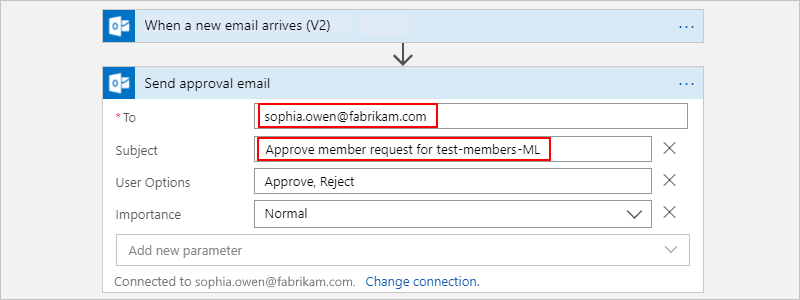 When a new email arrives (V2)
Send approval email
* To
sophia.owen@fabrikam.com
Subject
Approve member request for test-members-ML
User Options
Approve, Reject
Importance
Normal
Add new parameter
Connected to sophia.owen@fabrikam.com. Change connection.